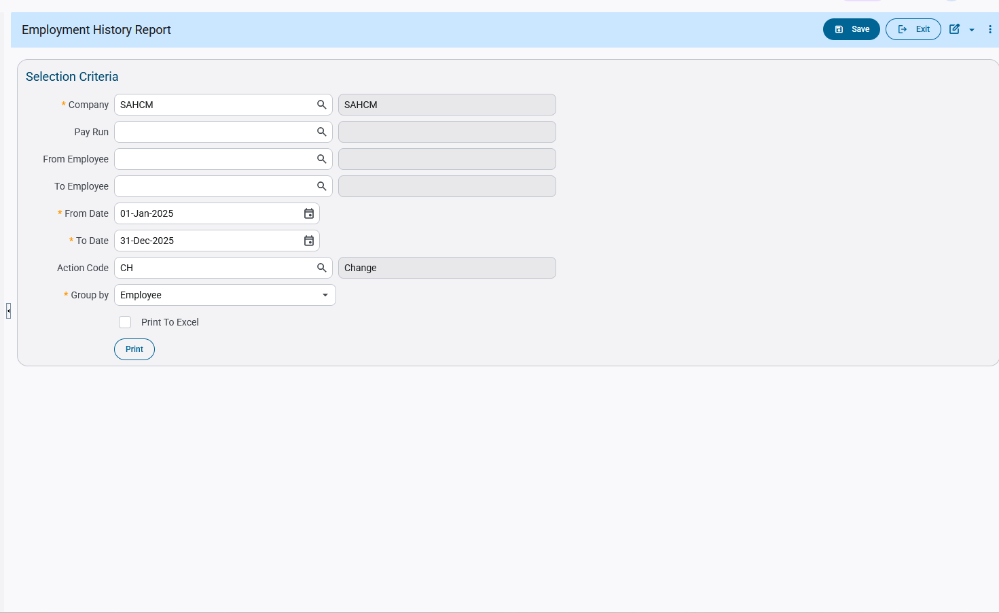 Employment History Report
Save
Exit
Selection Criteria
* Company SAHCM SAHCM
Pay Run
From Employee
To Employee
* From Date 01-Jan-2025
* To Date 31-Dec-2025
Action Code CH Change
* Group by Employee
Print To Excel
Print